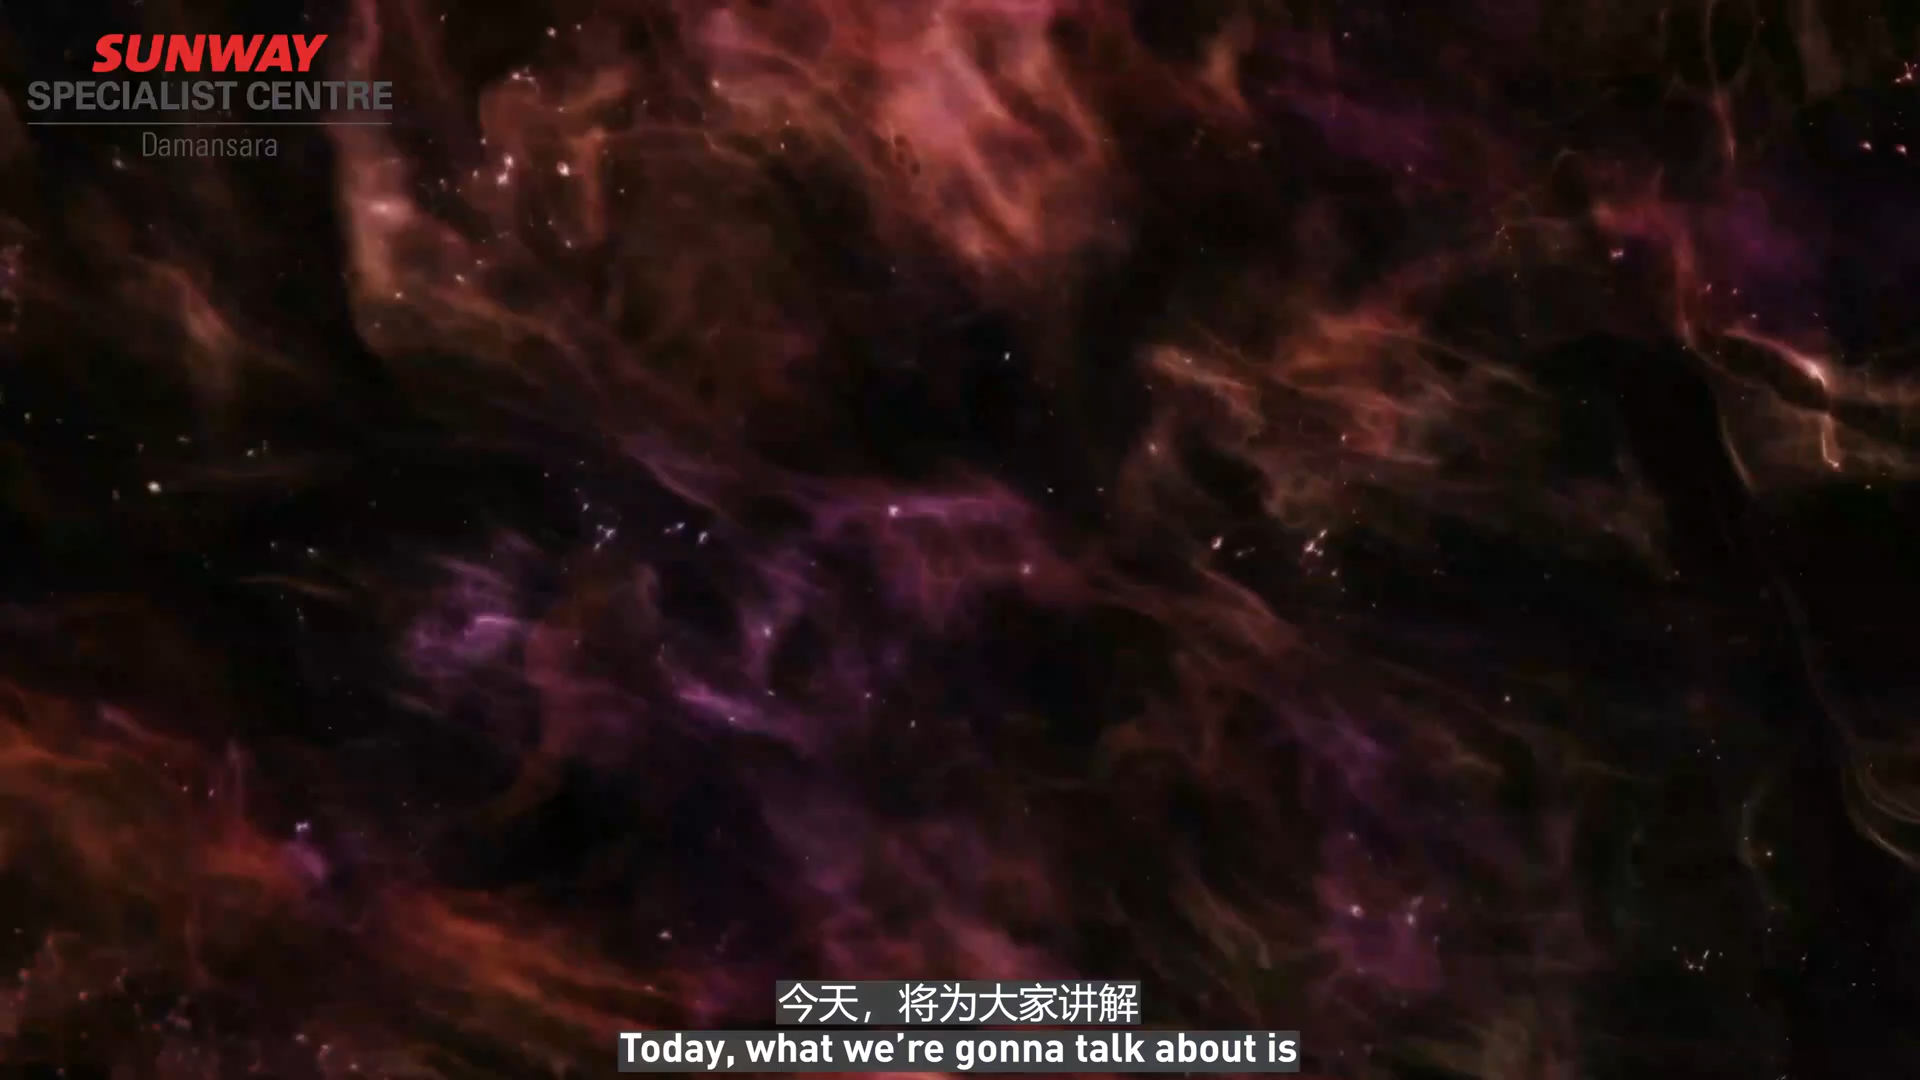 SUNWAY
SPECIALIST CENTRE
Damansara
今天，将为大家讲解
Today, what we're gonna talk about is